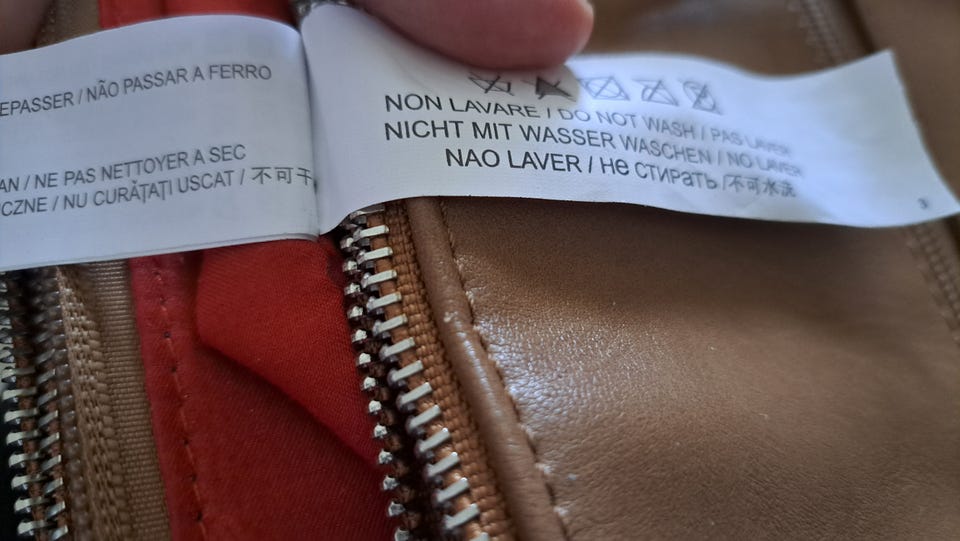 EPASSER / NÃO PASSAR A FERRO
AN / NE PAS NETTOYER A SEC
CZNE / NU CURĂȚAȚI USCAT / 不可干
NON LAVARE / DO NOT WASH / PAS LAVER
NICHT MIT WASSER WASCHEN / NO LAVER
NAO LAVER / Не СТИРАТЬ /不可水洗